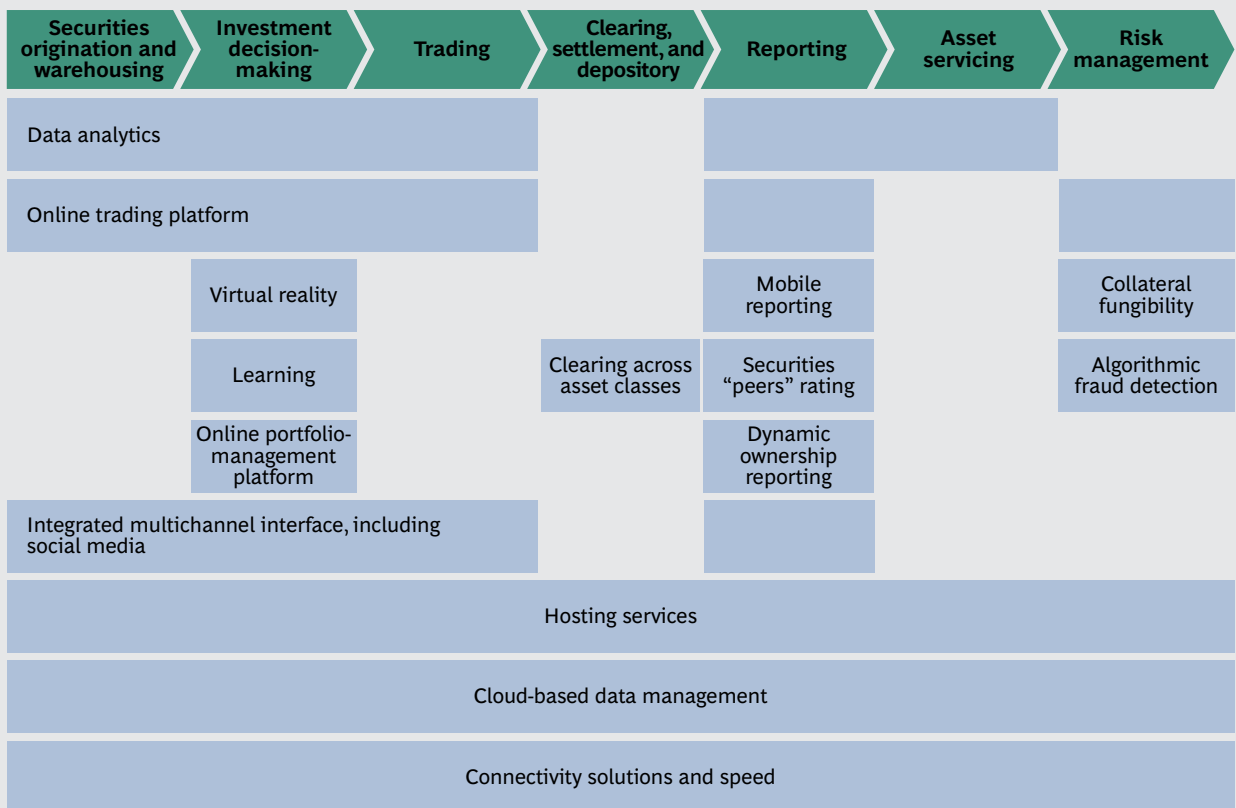 Securities
origination and
warehousing
Investment
decision-
making
Trading
Clearing,
settlement, and
depository
Reporting
Asset
servicing
Risk
management
Data analytics
Online trading platform
Virtual reality
Mobile
reporting
Collateral
fungibility
Learning
Clearing across
asset classes
Securities
“peers” rating
Algorithmic
fraud detection
Online portfolio-
management
platform
Dynamic
ownership
reporting
Integrated multichannel interface, including
social media
Hosting services
Cloud-based data management
Connectivity solutions and speed